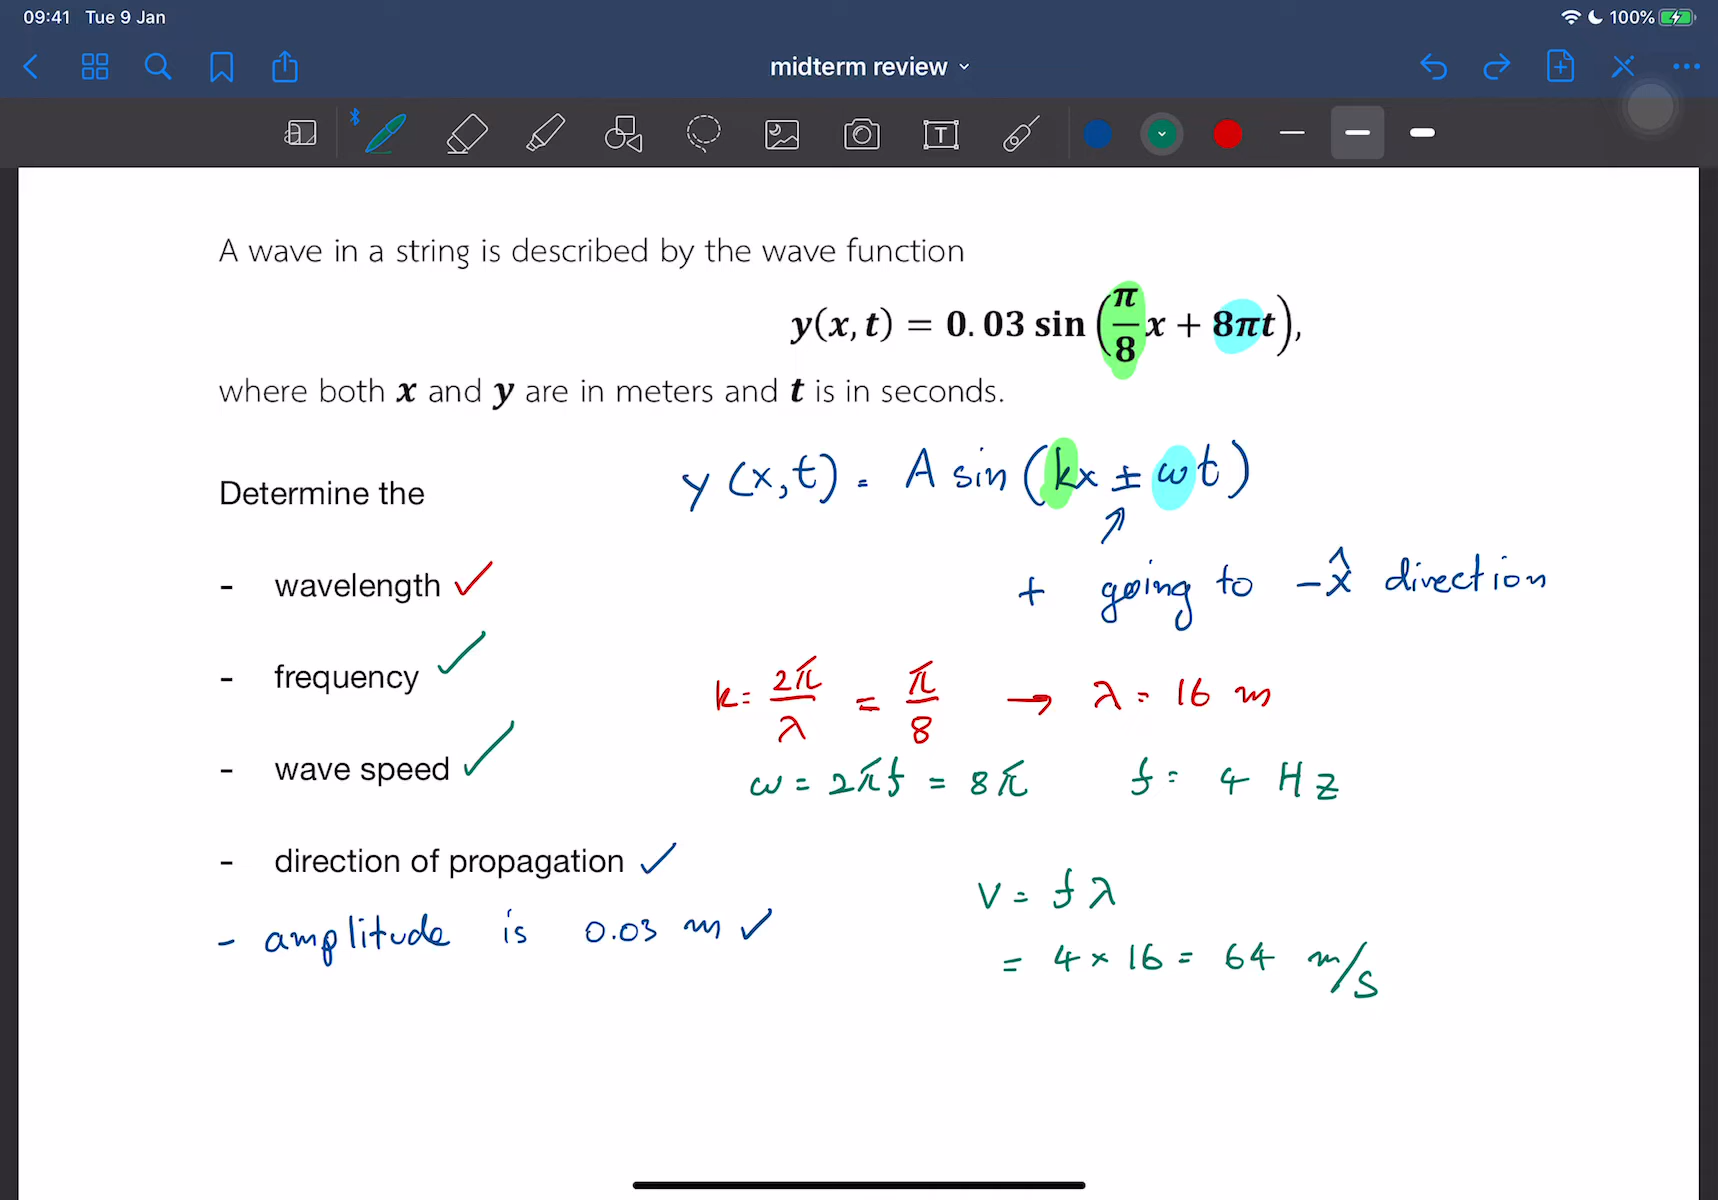 09:41 Tue 9 Jan
100%
midterm review
A wave in a string is described by the wave function
y(x, t) = 0.03 sin(π/8 x + 8πt),
where both x and y are in meters and t is in seconds.
y(x,t) = A sin(kx ± ωt)
Determine the
+ going to -x̂ direction
- wavelength ✓
- frequency ✓
k = 2π/λ = π/8 → λ = 16 m
- wave speed ✓
ω = 2πf = 8π f = 4 Hz
- direction of propagation ✓
v = fλ
- amplitude is 0.03 m ✓
= 4 × 16 = 64 m/s